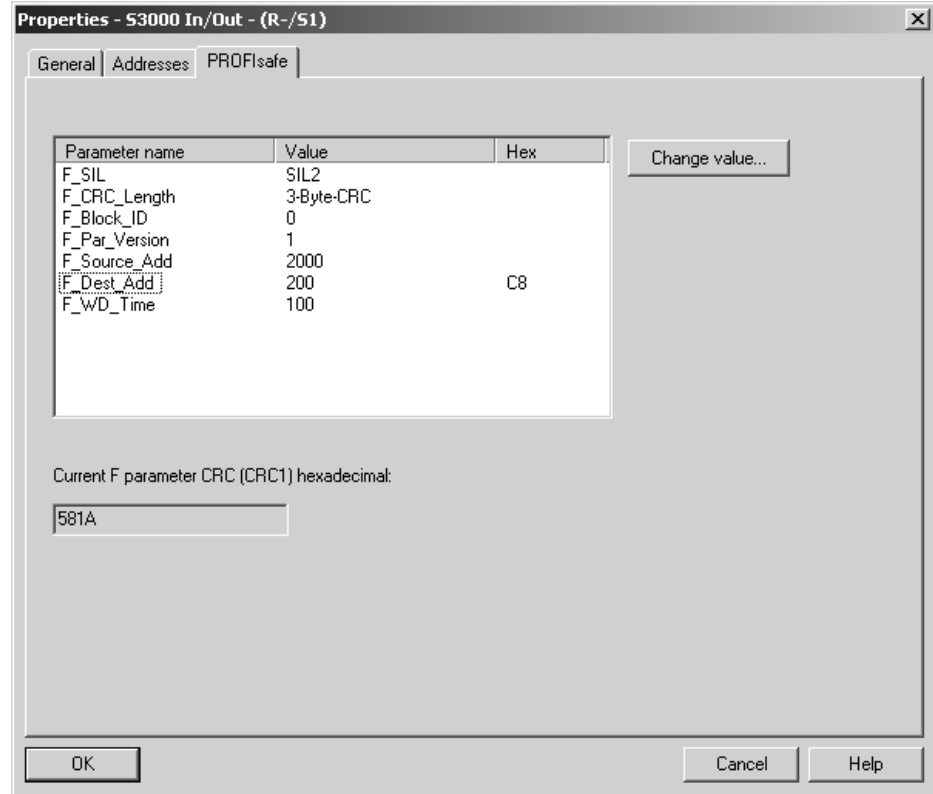 Properties - S3000 In/Out - (R-/S1)
General Addresses PROFIsafe
Parameter name Value Hex
F_SIL SIL2
F_CRC_Length 3-Byte-CRC
F_Block_ID 0
F_Par_Version 1
F_Source_Add 2000
F_Dest_Add 200 C8
F_WD_Time 100
Change value...
Current F parameter CRC (CRC1) hexadecimal:
581A
OK Cancel Help